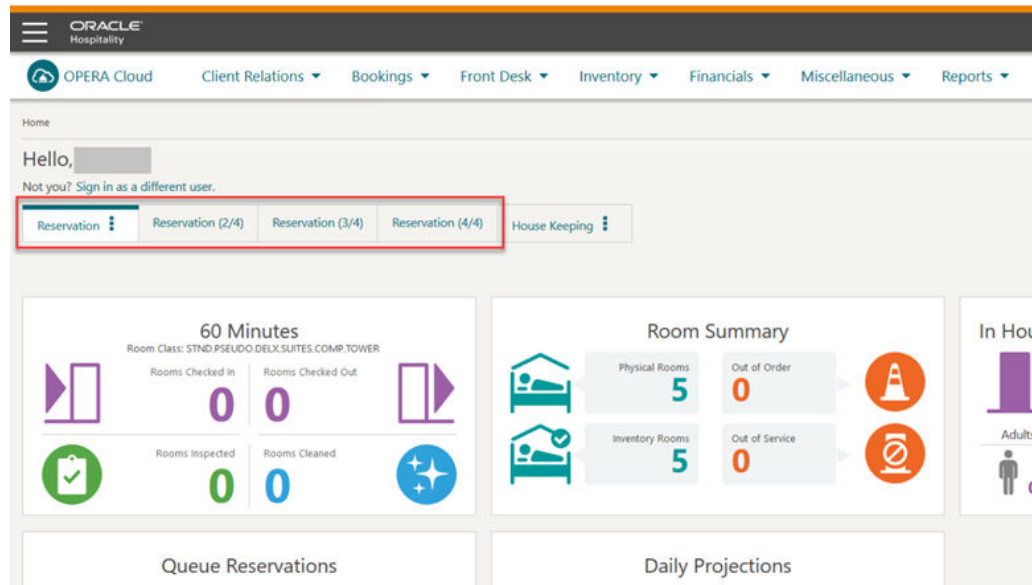 ORACLE
Hospitality
OPERA Cloud Client Relations Bookings Front Desk Inventory Financials Miscellaneous Reports
Home
Hello,
Not you? Sign in as a different user.
Reservation Reservation (2/4) Reservation (3/4) Reservation (4/4) House Keeping
60 Minutes
Room Class: STND.PSEUDO.DELX.SUITES.COMP.TOWER
Rooms Checked In Rooms Checked Out
0 0
Rooms Inspected Rooms Cleaned
0 0
Room Summary
Physical Rooms Out of Order
5 0
Inventory Rooms Out of Service
5 0
In Hou
Adults
Queue Reservations
Daily Projections